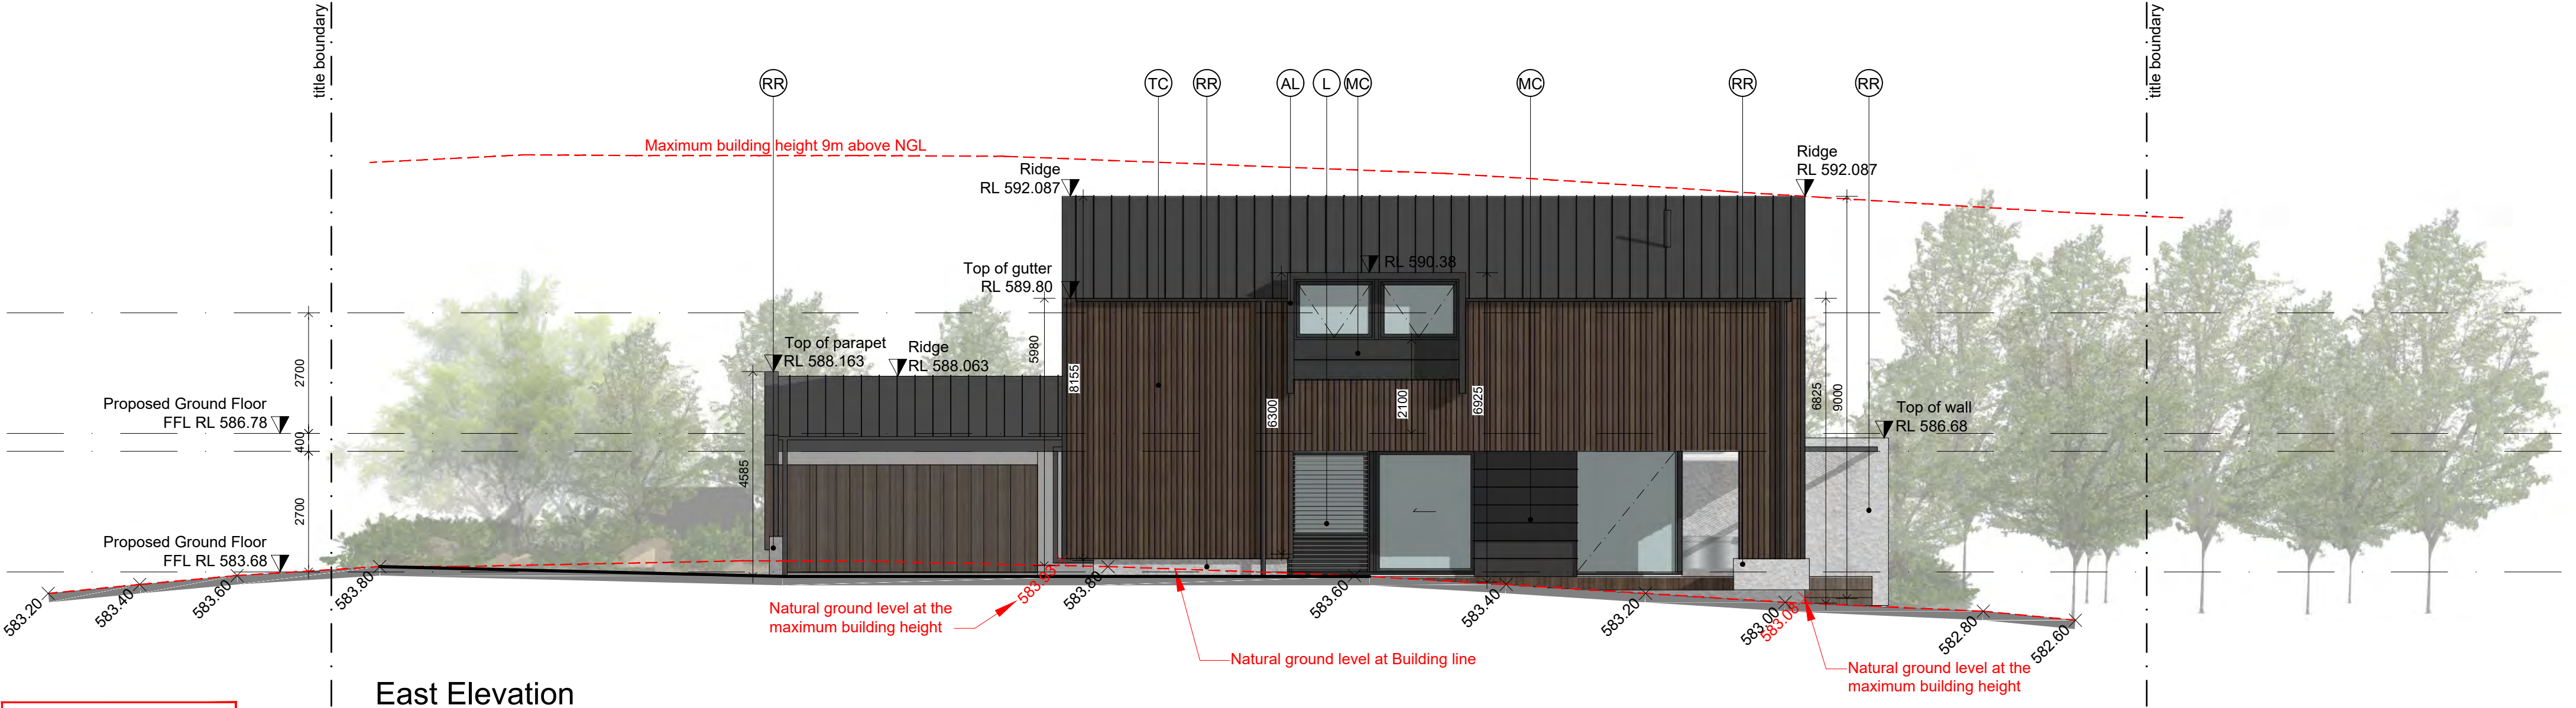 title boundary
title boundary
RR
TC
RR
AL
L
MC
MC
RR
RR
Maximum building height 9m above NGL
Ridge
RL 592.087
Ridge
RL 592.087
Top of gutter
RL 589.80
RL 590.38
Top of parapet
RL 588.163
Ridge
RL 588.063
Proposed Ground Floor
FFL RL 586.78
Top of wall
RL 586.68
Proposed Ground Floor
FFL RL 583.68
2700
400
2700
4585
5980
8155
6300
2100
6925
6825
9000
583.20
583.40
583.60
583.80
583.80
583.60
583.40
583.20
583.00
582.80
582.60
Natural ground level at the
maximum building height
Natural ground level at Building line
Natural ground level at the
maximum building height
East Elevation